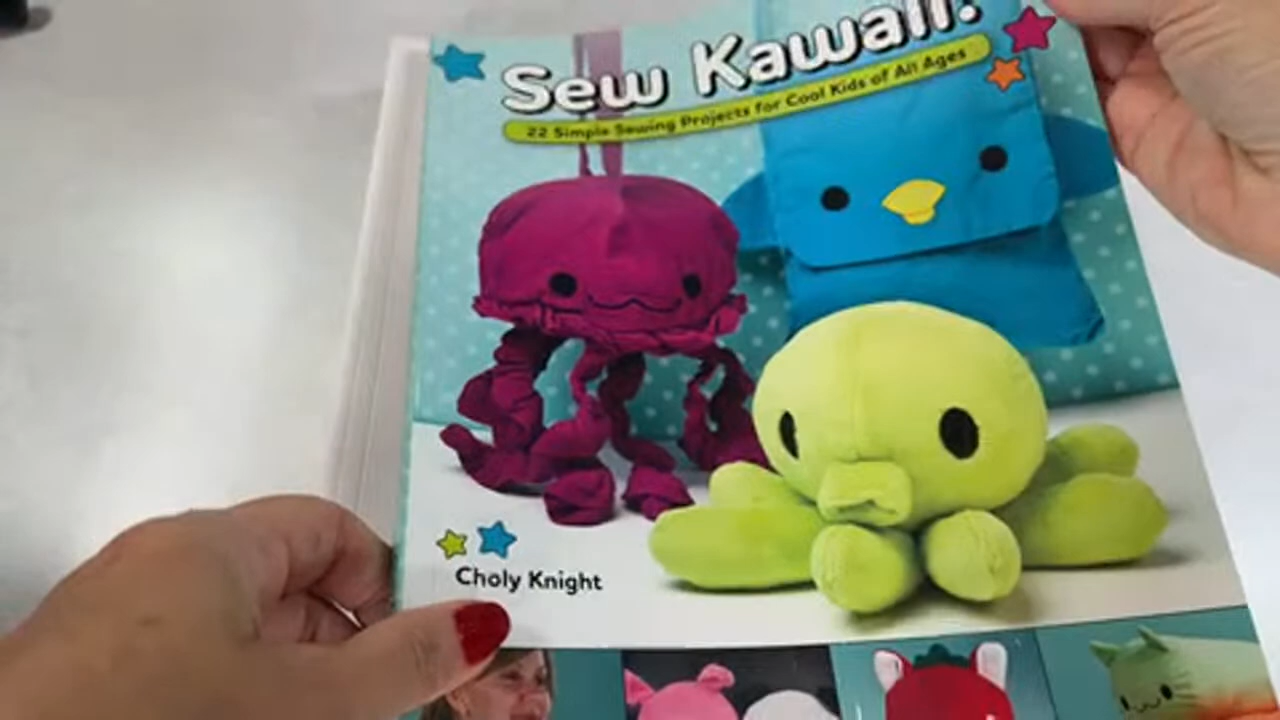 Sew Kawaii!
22 Simple Sewing Projects for Cool Kids of All Ages
Choly Knight